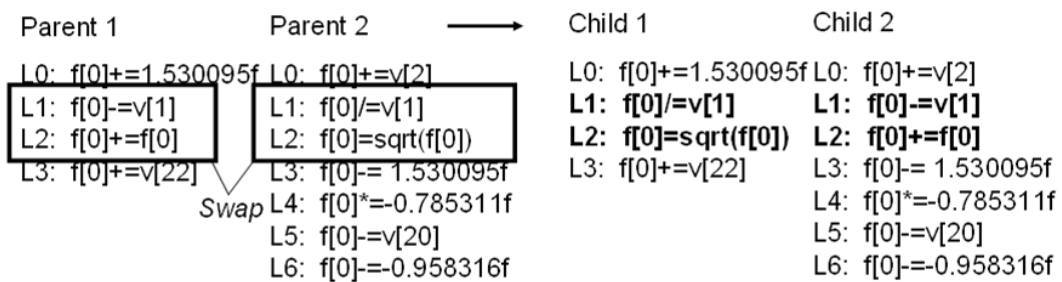 Parent 1
L0: f[0]+=1.530095f
L1: f[0]-=v[1]
L2: f[0]+=f[0]
L3: f[0]+=v[22]
Swap
Parent 2
L0: f[0]+=v[2]
L1: f[0]/=v[1]
L2: f[0]=sqrt(f[0])
L3: f[0]-= 1.530095f
L4: f[0]*=-0.785311f
L5: f[0]-=v[20]
L6: f[0]-=-0.958316f
Child 1
L0: f[0]+=1.530095f
L1: f[0]/=v[1]
L2: f[0]=sqrt(f[0])
L3: f[0]+=v[22]
Child 2
L0: f[0]+=v[2]
L1: f[0]-=v[1]
L2: f[0]+=f[0]
L3: f[0]-= 1.530095f
L4: f[0]*=-0.785311f
L5: f[0]-=v[20]
L6: f[0]-=-0.958316f